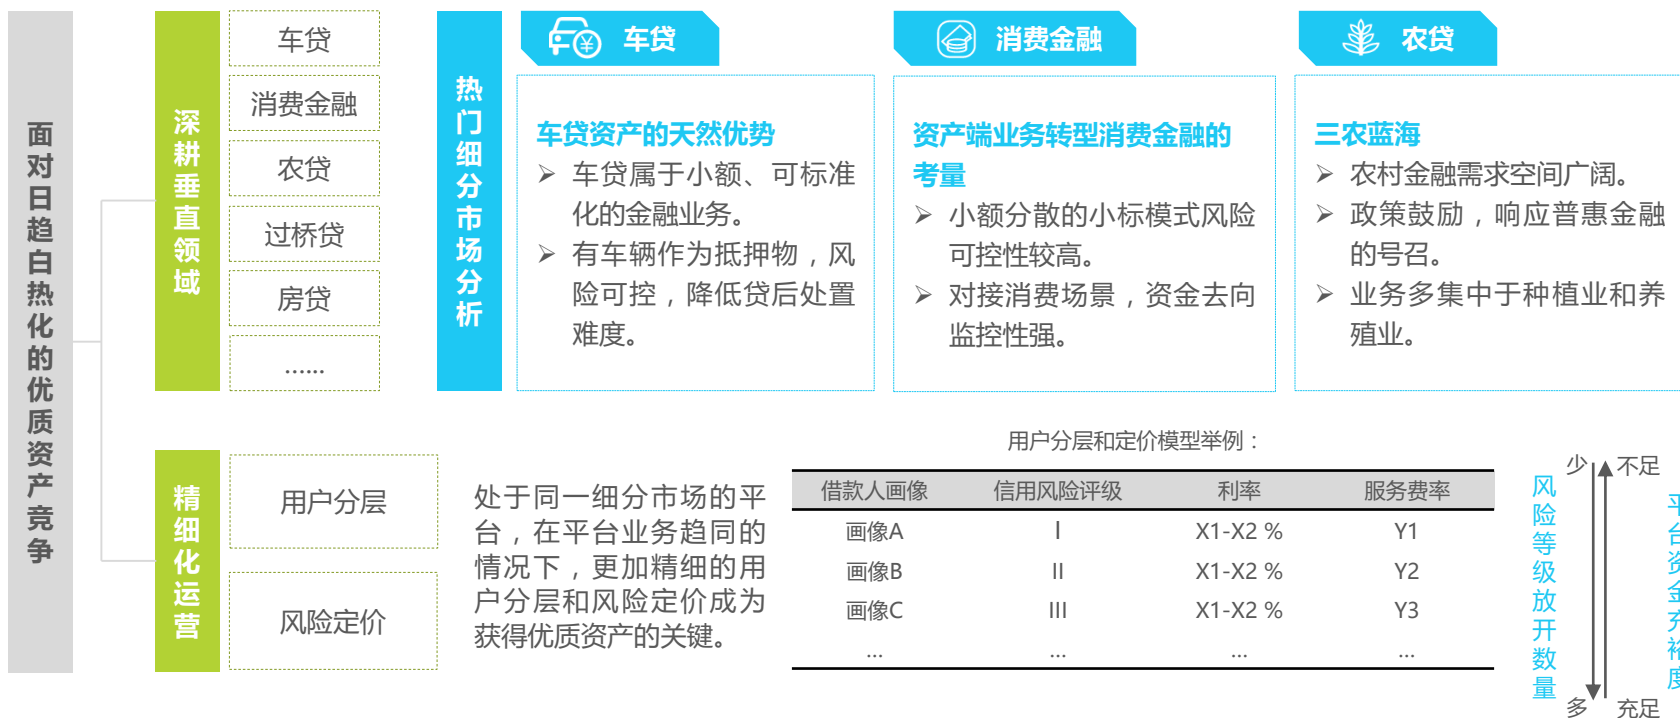 面对日趋白热化的优质资产竞争
深耕垂直领域
车贷
消费金融
农贷
过桥贷
房贷
......
热门细分市场分析
车贷
车贷资产的天然优势
➢ 车贷属于小额、可标准
化的金融业务。
➢ 有车辆作为抵押物，风
险可控，降低贷后处置
难度。
消费金融
资产端业务转型消费金融的
考量
➢ 小额分散的小标模式风险
可控性较高。
➢ 对接消费场景，资金去向
监控性强。
农贷
三农蓝海
➢ 农村金融需求空间广阔。
➢ 政策鼓励，响应普惠金融
的号召。
➢ 业务多集中于种植业和养
殖业。
精细化运营
用户分层
风险定价
处于同一细分市场的平
台，在平台业务趋同的
情况下，更加精细的用
户分层和风险定价成为
获得优质资产的关键。
用户分层和定价模型举例：
借款人画像 信用风险评级 利率 服务费率
画像A I X1-X2 % Y1
画像B II X1-X2 % Y2
画像C III X1-X2 % Y3
... ... ... ...
风险等级放开数量
少
多
不足
充足
平台资金充裕度